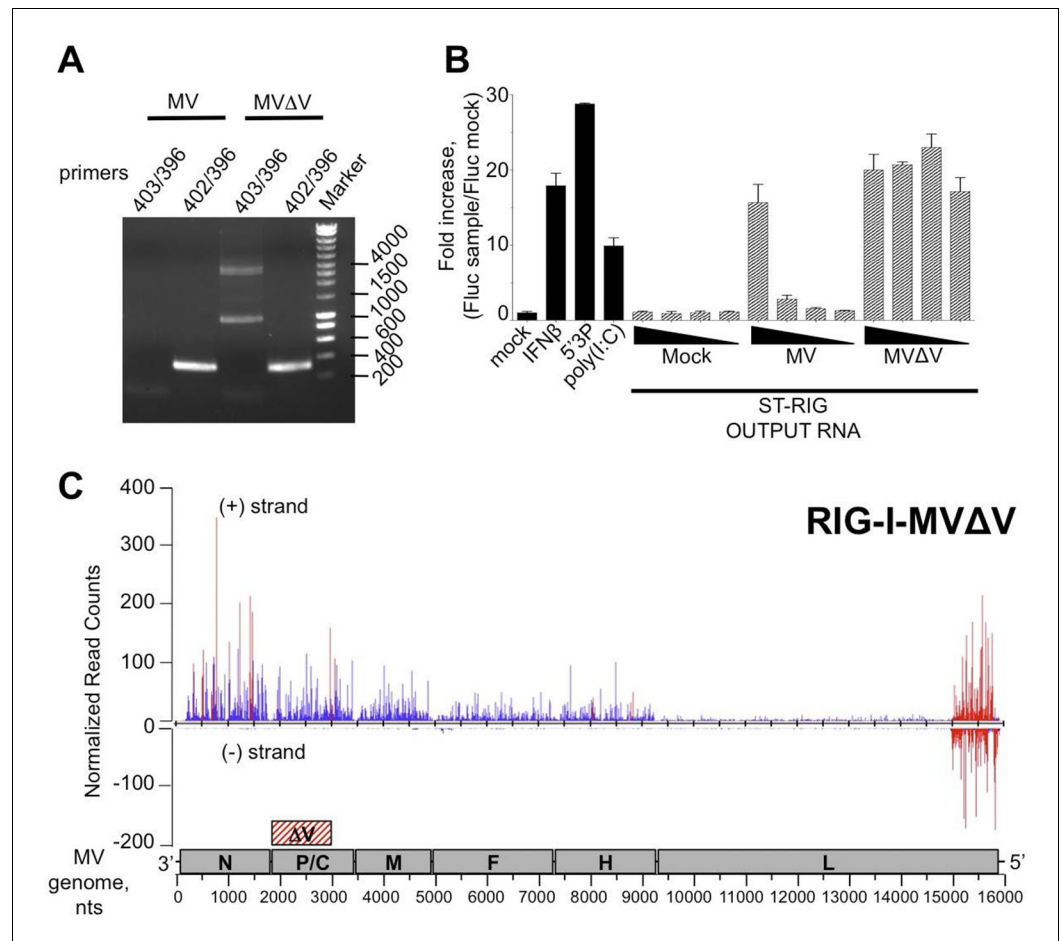 A
MV MVΔV
primers
403/396
402/396
403/396
402/396
Marker
4000
1500
1000
600
400
200
B
Fold increase,
(Fluc sample/Fluc mock)
30
20
10
0
mock
IFNβ
5'3P
poly(I:C)
Mock MV MVΔV
ST-RIG
OUTPUT RNA
C
RIG-I-MVΔV
Normalized Read Counts
400
300
200
100
0
-100
-200
(+) strand
(-) strand
ΔV
MV
genome,
nts
3' N P/C M F H L 5'
0 1000 2000 3000 4000 5000 6000 7000 8000 9000 10000 11000 12000 13000 14000 15000 16000